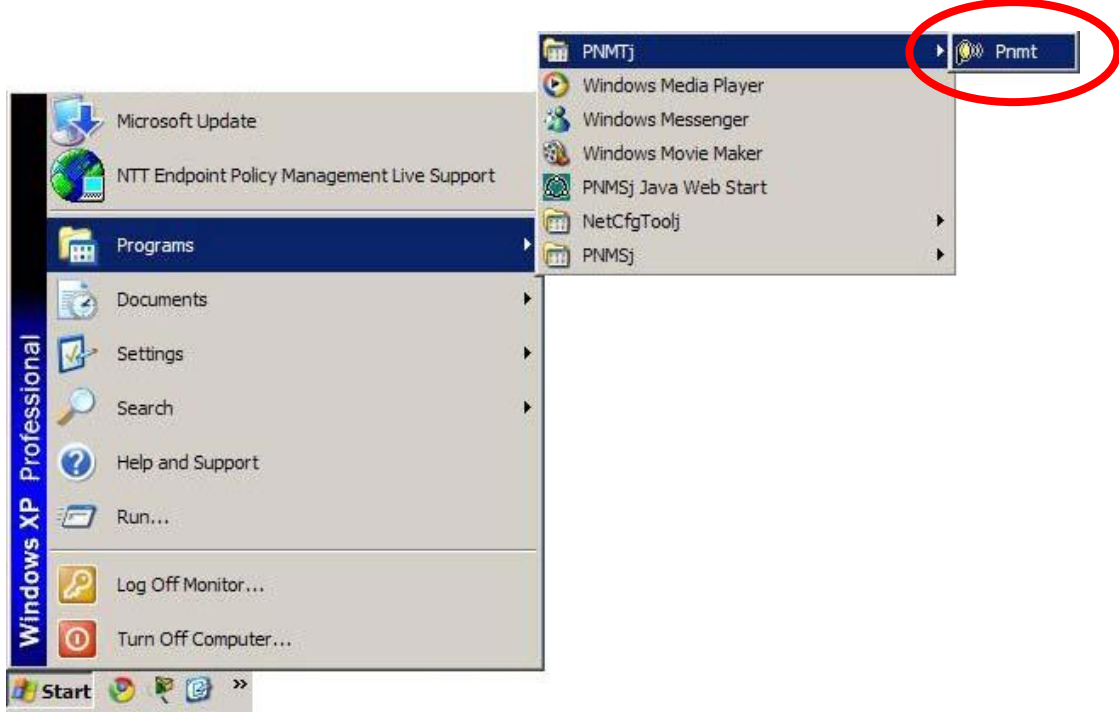 PNMTj
Pnmt
Windows Media Player
Windows Messenger
Windows Movie Maker
PNMSj Java Web Start
NetCfgToolj
PNMSj
Microsoft Update
NTT Endpoint Policy Management Live Support
Programs
Documents
Settings
Search
Help and Support
Run...
Log Off Monitor...
Turn Off Computer...
Windows XP Professional
Start
»